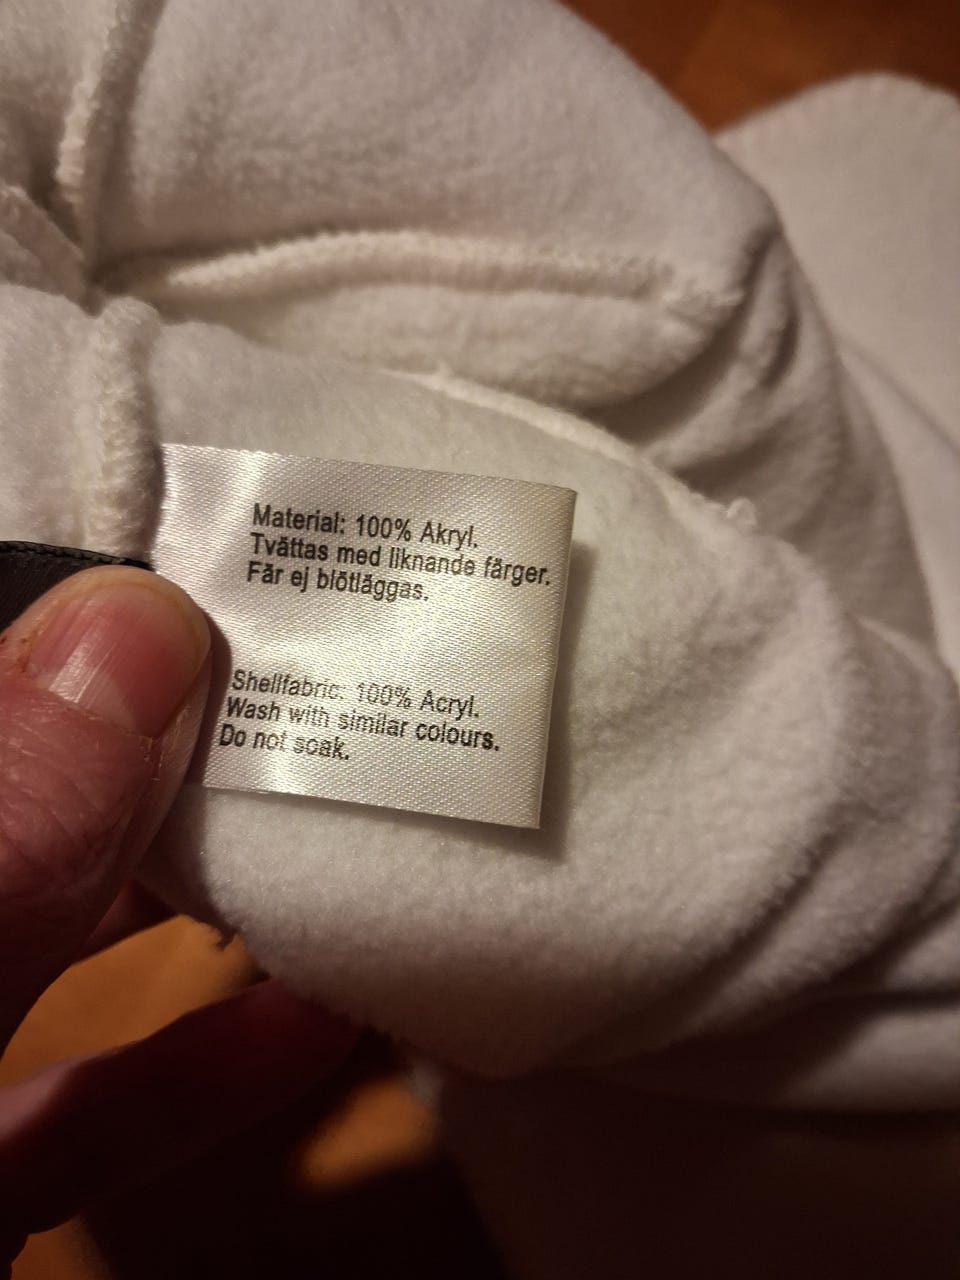 Material: 100% Akryl.
Tvättas med liknande färger.
Får ej blötläggas.
Shellfabric: 100% Acryl.
Wash with similar colours.
Do not soak.